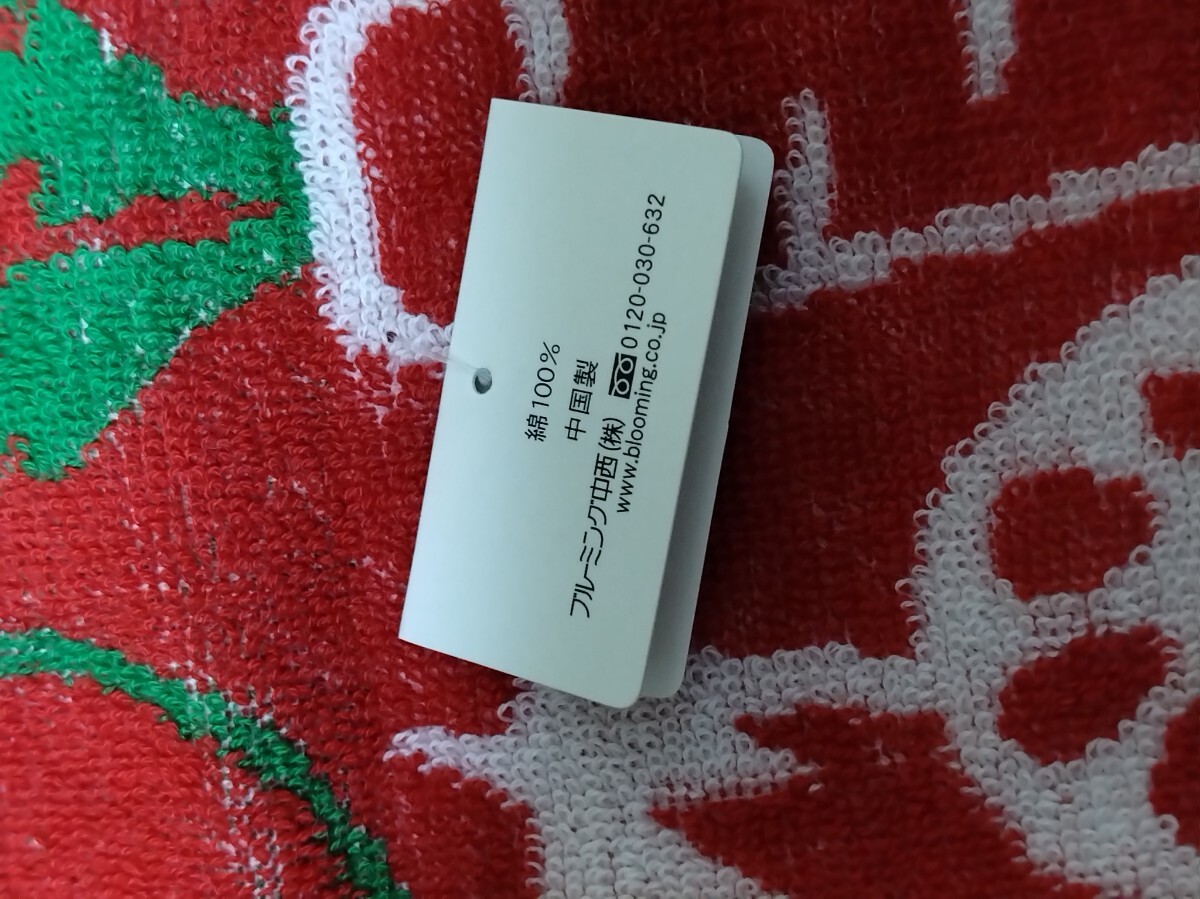 綿100%
中国製
ブルーミング中西(株) 0120-030-632
www.blooming.co.jp